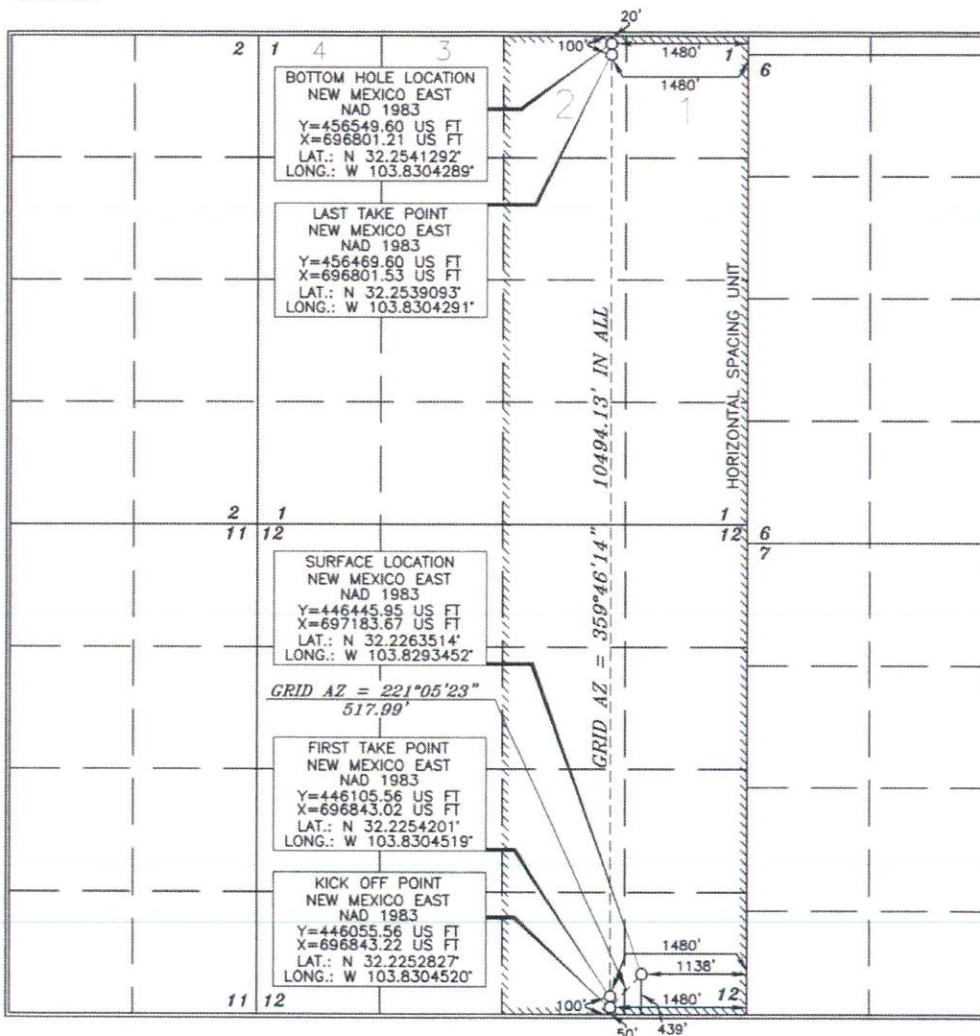 20'
2 1 4 3 100' 1480' 1 6
1480'
BOTTOM HOLE LOCATION
NEW MEXICO EAST
NAD 1983
Y=456549.60 US FT
X=696801.21 US FT
LAT.: N 32.2541292°
LONG.: W 103.8304289°
2 1
LAST TAKE POINT
NEW MEXICO EAST
NAD 1983
Y=456469.60 US FT
X=696801.53 US FT
LAT.: N 32.2539093°
LONG.: W 103.8304291°
HORIZONTAL SPACING UNIT
10494.13' IN ALL
GRID AZ = 359°46'14"
2 1 1 6
11 12 12 7
SURFACE LOCATION
NEW MEXICO EAST
NAD 1983
Y=446445.95 US FT
X=697183.67 US FT
LAT.: N 32.2263514°
LONG.: W 103.8293452°
GRID AZ = 221°05'23"
517.99'
FIRST TAKE POINT
NEW MEXICO EAST
NAD 1983
Y=446105.56 US FT
X=696843.02 US FT
LAT.: N 32.2254201°
LONG.: W 103.8304519°
KICK OFF POINT
NEW MEXICO EAST
NAD 1983
Y=446055.56 US FT
X=696843.22 US FT
LAT.: N 32.2252827°
LONG.: W 103.8304520°
1480'
1138'
11 12 100' 1480' 12
50' 439'